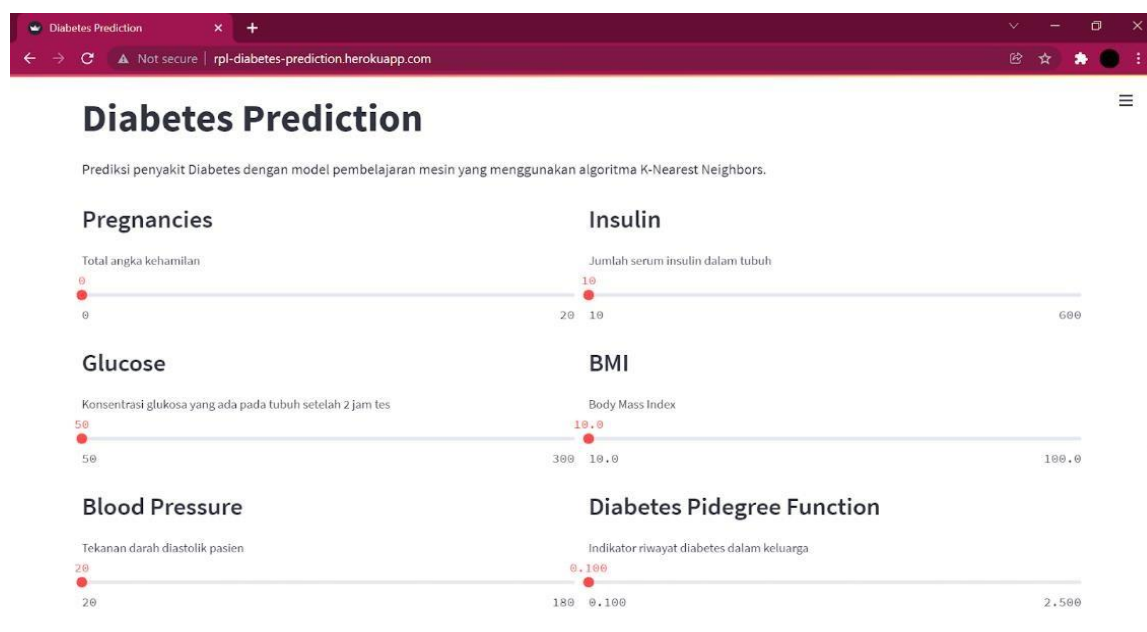 Diabetes Prediction
Not secure | rpl-diabetes-prediction.herokuapp.com
Diabetes Prediction
Prediksi penyakit Diabetes dengan model pembelajaran mesin yang menggunakan algoritma K-Nearest Neighbors.
Pregnancies
Total angka kehamilan
0
0 20
Insulin
Jumlah serum insulin dalam tubuh
10
10 600
Glucose
Konsentrasi glukosa yang ada pada tubuh setelah 2 jam tes
50
50 300
BMI
Body Mass Index
10.0
10.0 100.0
Blood Pressure
Tekanan darah diastolik pasien
20
20 180
Diabetes Pidegree Function
Indikator riwayat diabetes dalam keluarga
0.100
0.100 2.500